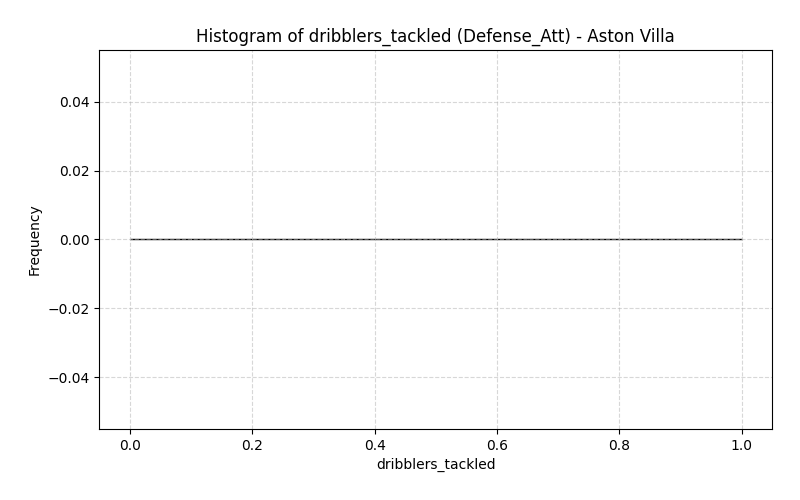 Histogram of dribblers_tackled (Defense_Att) - Aston Villa
Frequency
0.04
0.02
0.00
−0.02
−0.04
0.0 0.2 0.4 0.6 0.8 1.0
dribblers_tackled